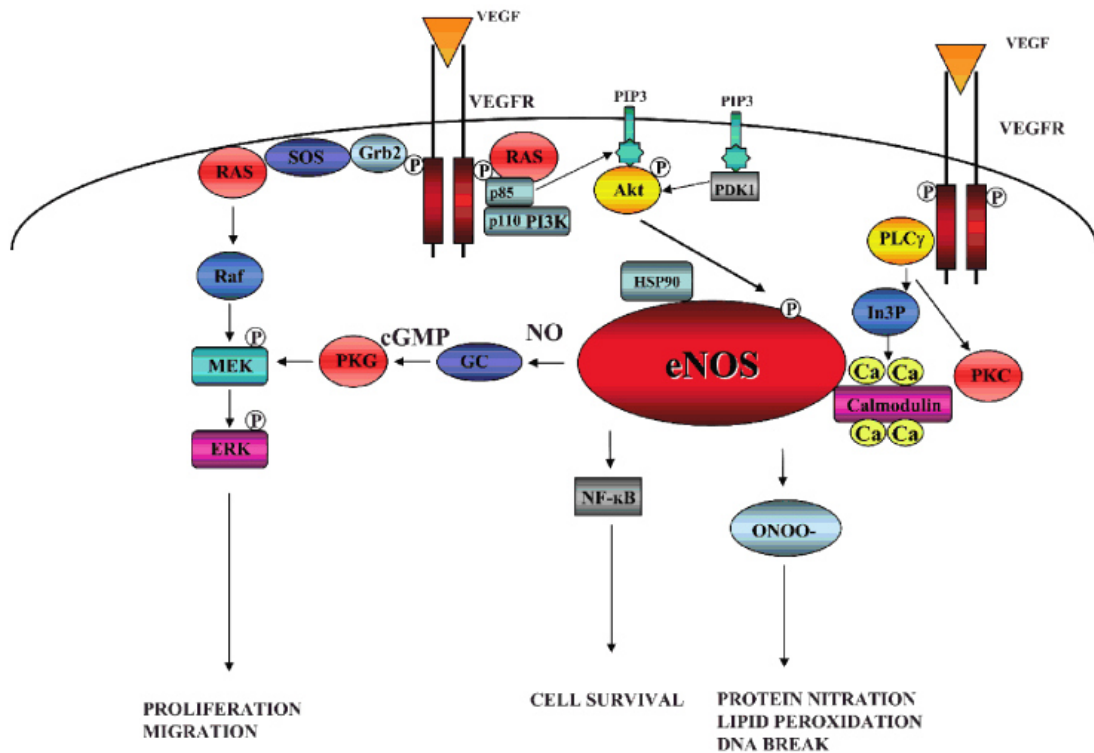 VEGF
VEGF
VEGFR
PIP3
PIP3
VEGFR
RAS
SOS
Grb2
P
P
RAS
p85
p110 PI3K
P
Akt
PDK1
P
P
PLCγ
Raf
HSP90
In3P
P
MEK
cGMP
PKG
GC
NO
eNOS
P
Ca
Ca
Calmodulin
Ca
Ca
PKC
P
ERK
NF-κB
ONOO-
PROLIFERATION
MIGRATION
CELL SURVIVAL
PROTEIN NITRATION
LIPID PEROXIDATION
DNA BREAK